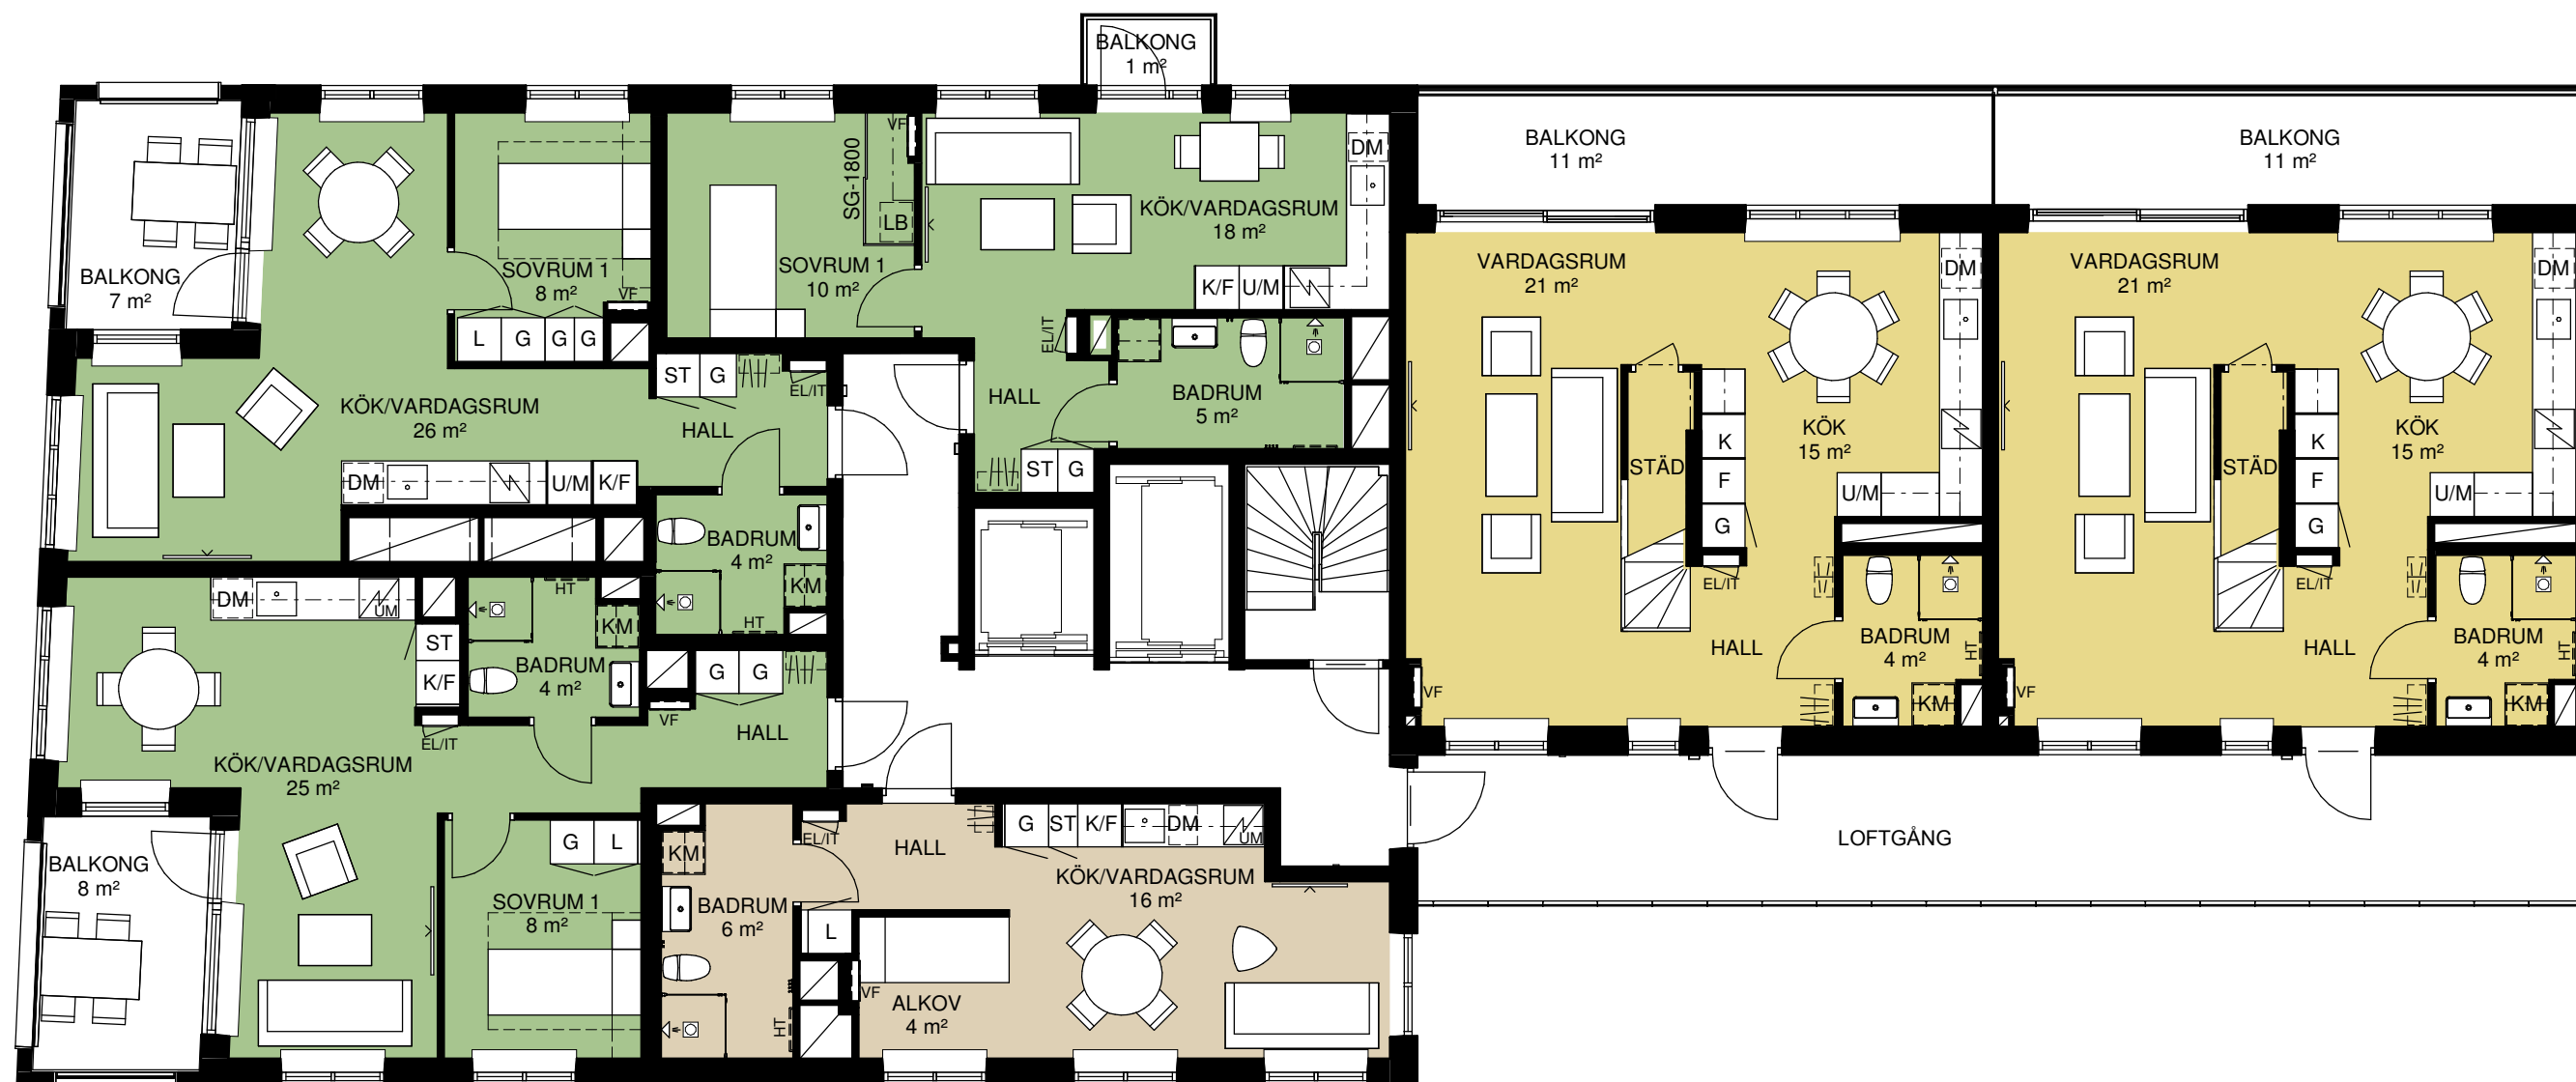 BALKONG
1 m²
BALKONG
11 m²
BALKONG
11 m²
BALKONG
7 m²
SOVRUM 1
8 m²
VF
L
G
G
G
KÖK/VARDAGSRUM
26 m²
DM
U/M
K/F
ST
G
EL/IT
HALL
BADRUM
4 m²
KM
HT
SOVRUM 1
10 m²
SG-1800
VF
LB
KÖK/VARDAGSRUM
18 m²
DM
K/F
U/M
EL/IT
HALL
BADRUM
5 m²
ST
G
VARDAGSRUM
21 m²
DM
KÖK
15 m²
STÄD
K
F
G
U/M
EL/IT
HALL
BADRUM
4 m²
HT
KM
VF
VARDAGSRUM
21 m²
DM
KÖK
15 m²
STÄD
K
F
G
U/M
EL/IT
HALL
BADRUM
4 m²
HT
KM
VF
DM
UM
ST
K/F
EL/IT
HT
KM
BADRUM
4 m²
G
G
VF
HALL
KÖK/VARDAGSRUM
25 m²
BALKONG
8 m²
G
L
SOVRUM 1
8 m²
KM
EL/IT
HALL
G
ST
K/F
DM
UM
KÖK/VARDAGSRUM
16 m²
BADRUM
6 m²
L
VF
HT
ALKOV
4 m²
LOFTGÅNG